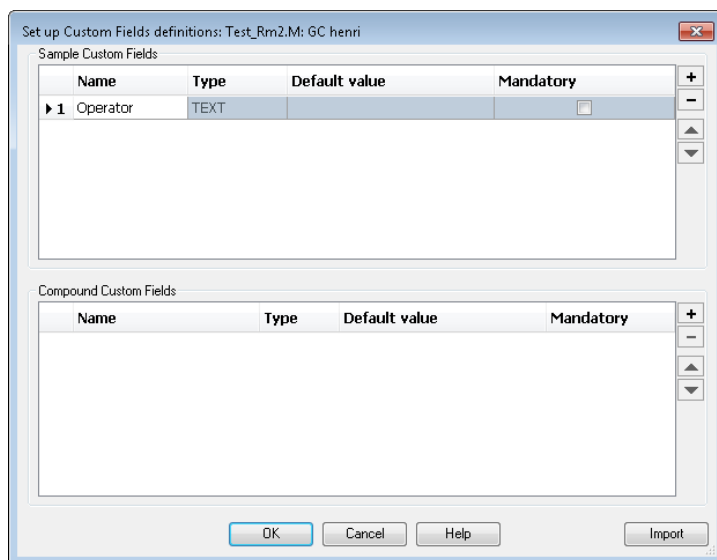 Set up Custom Fields definitions: Test_Rm2.M: GC henri
Sample Custom Fields
Name Type Default value Mandatory
1 Operator TEXT
Compound Custom Fields
Name Type Default value Mandatory
OK Cancel Help Import